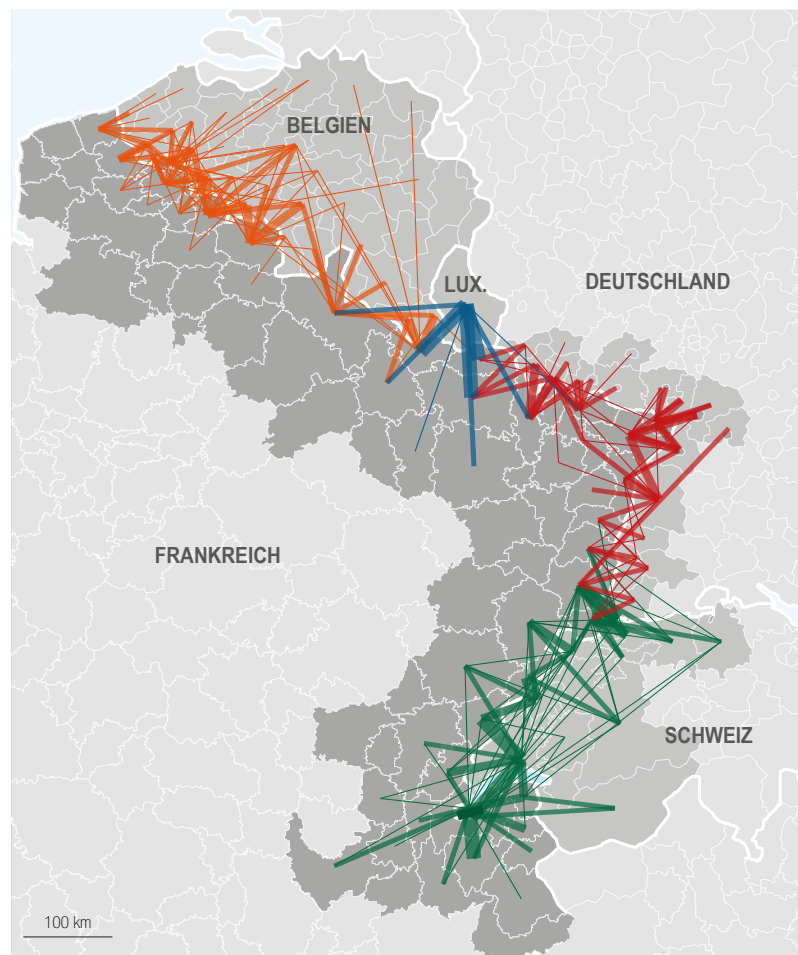 BELGIEN
LUX.
DEUTSCHLAND
FRANKREICH
SCHWEIZ
100 km